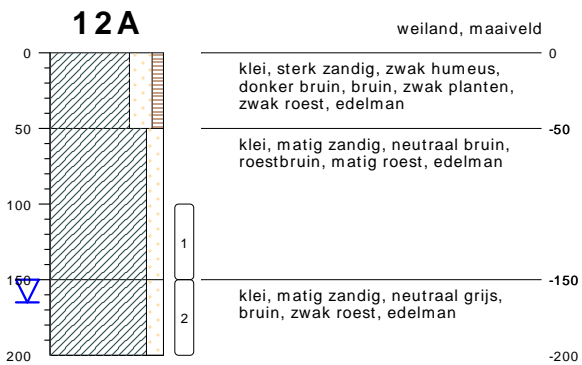 12A
weiland, maaiveld
0
0
klei, sterk zandig, zwak humeus,
donker bruin, bruin, zwak planten,
zwak roest, edelman
50
-50
klei, matig zandig, neutraal bruin,
roestbruin, matig roest, edelman
100
1
150
-150
klei, matig zandig, neutraal grijs,
bruin, zwak roest, edelman
2
200
-200